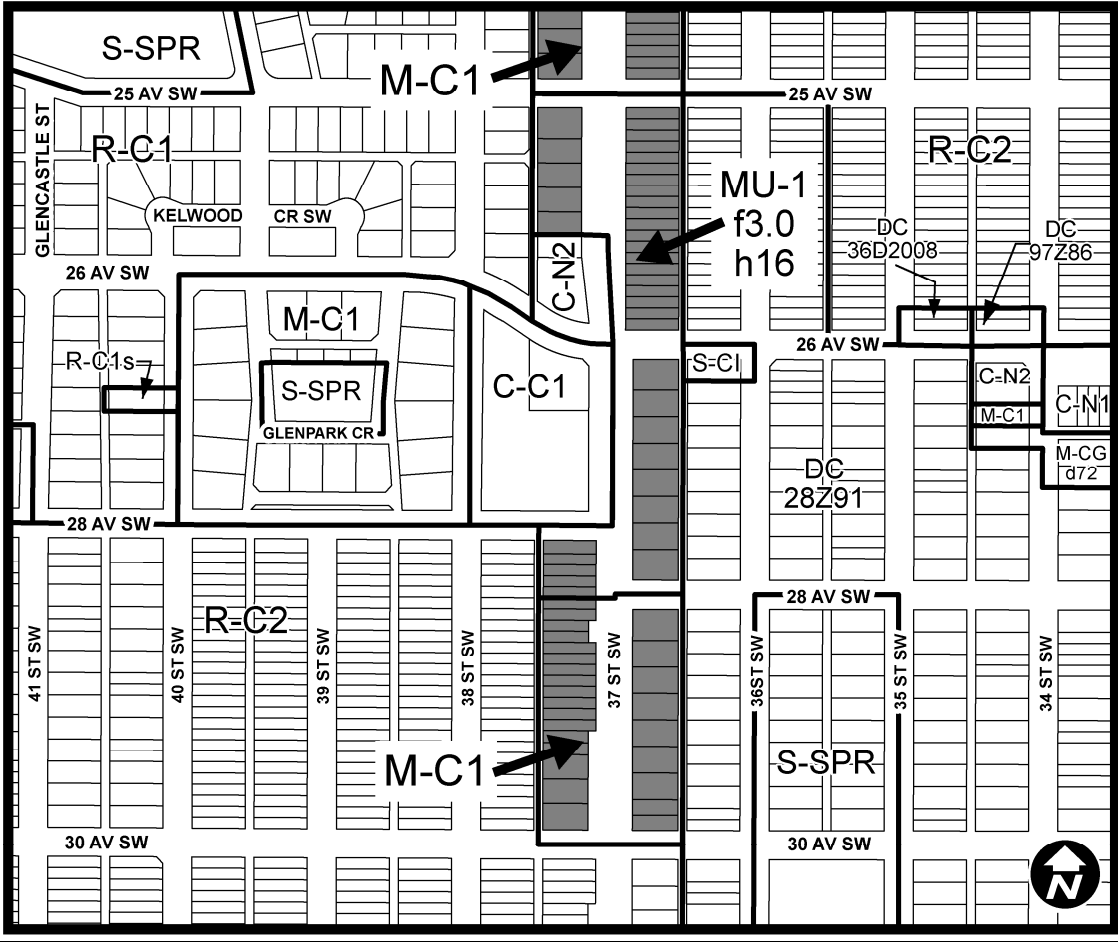 S-SPR
M-C1
25 AV SW
25 AV SW
GLENCASTLE ST
R-C1
R-C2
MU-1
f3.0
h16
KELWOOD
CR SW
DC
36D2008
DC
97Z86
26 AV SW
C-N2
M-C1
26 AV SW
R-C1s
S-CI
C-N2
S-SPR
C-C1
C-N1
M-C1
GLENPARK CR
M-CG
d72
DC
28Z91
28 AV SW
28 AV SW
R-C2
41 ST SW
40 ST SW
39 ST SW
38 ST SW
37 ST SW
36ST SW
35 ST SW
34 ST SW
M-C1
S-SPR
30 AV SW
30 AV SW
N